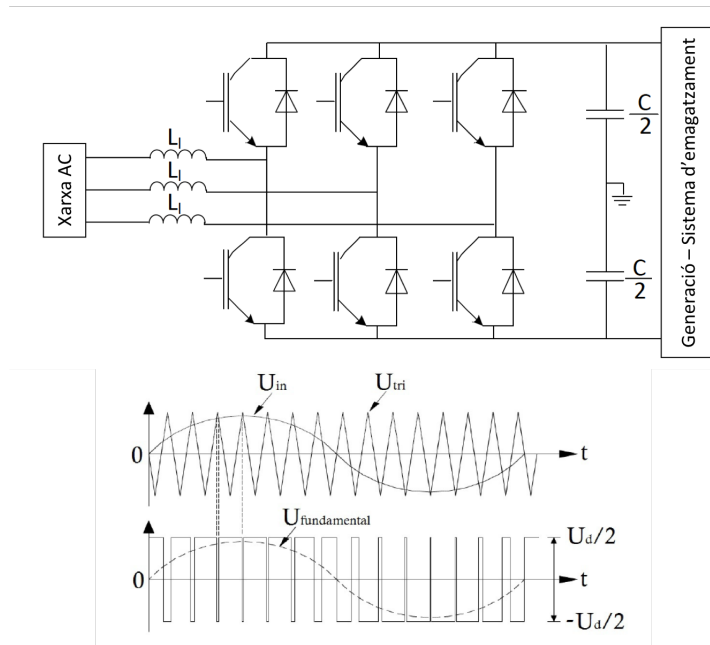 Xarxa AC
L_l
L_l
L_l
C
2
C
2
Generació – Sistema d'emagatzament
U_in
U_tri
0
t
U_fundamental
U_d/2
0
t
-U_d/2